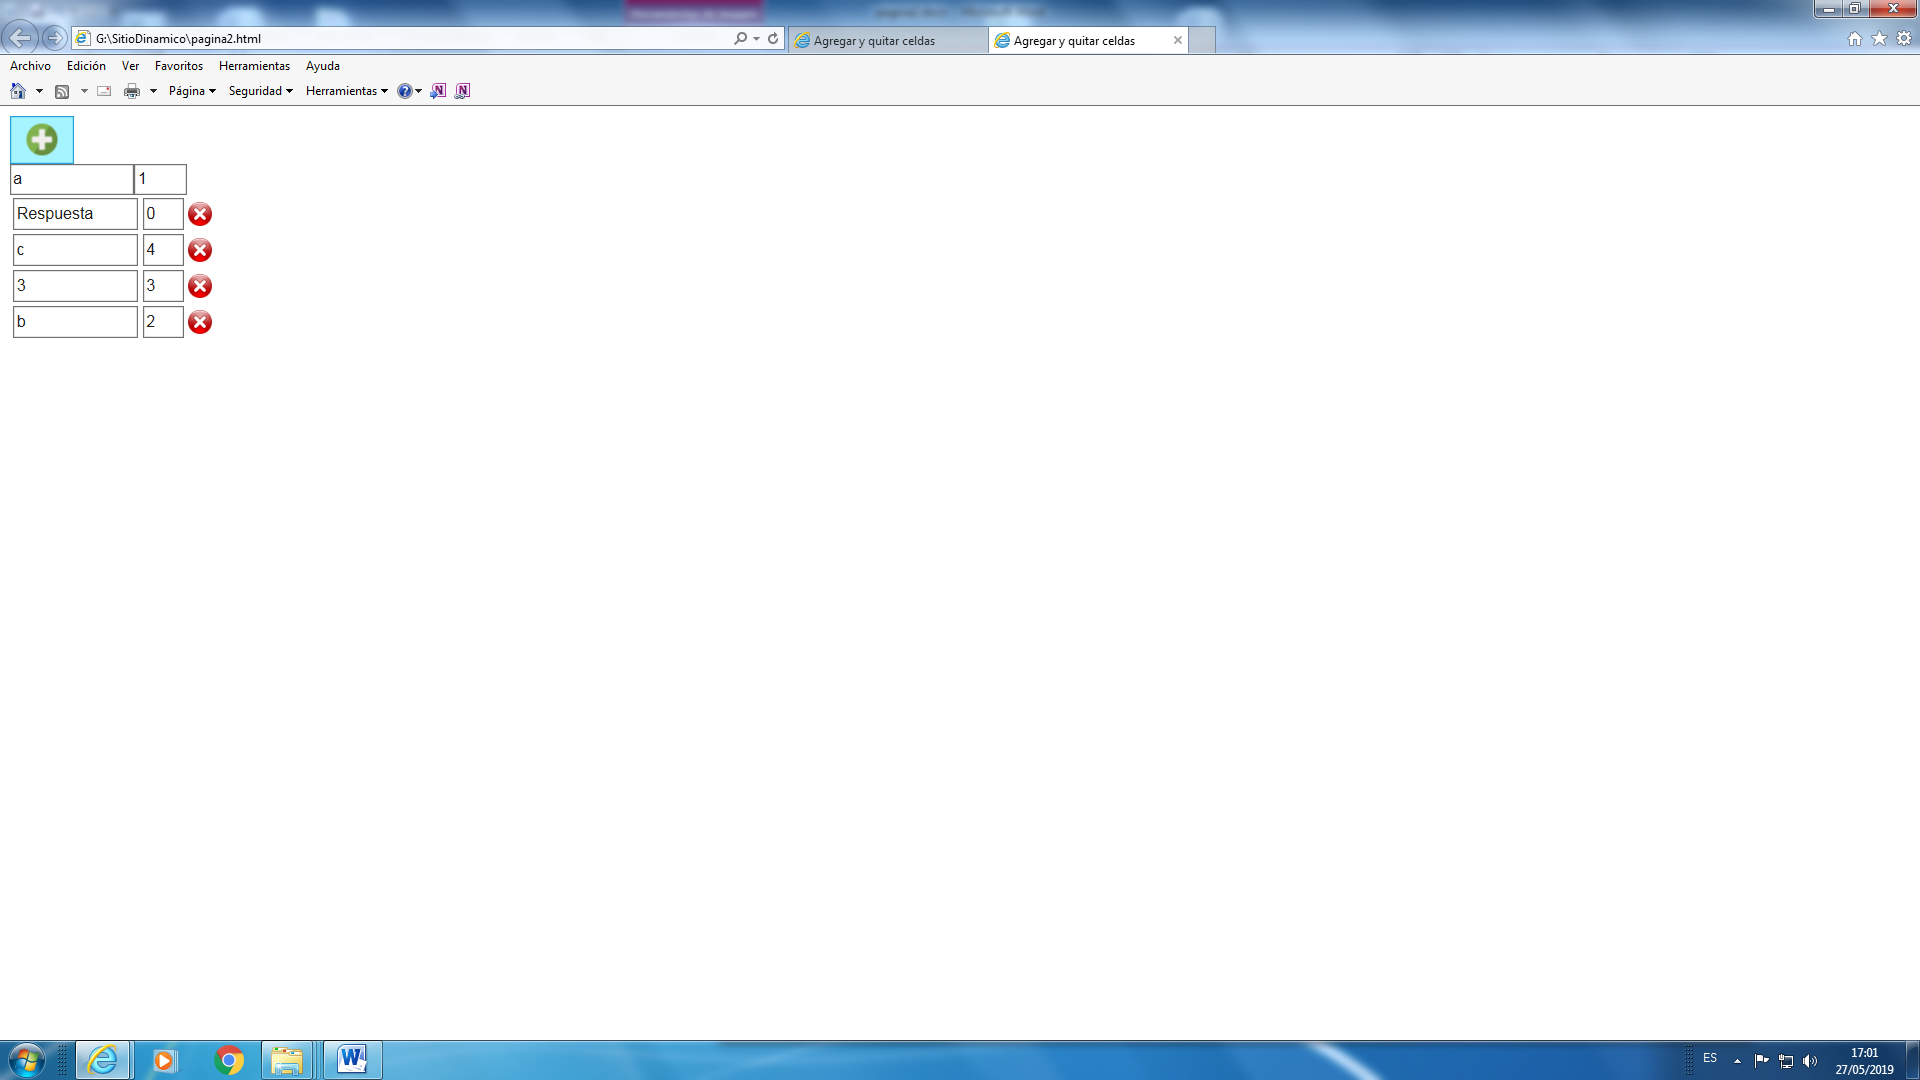 G:\SitioDinamico\pagina2.html
Agregar y quitar celdas
Agregar y quitar celdas
Archivo Edición Ver Favoritos Herramientas Ayuda
Página Seguridad Herramientas
a 1
Respuesta 0
c 4
3 3
b 2
ES
17:01
27/05/2019